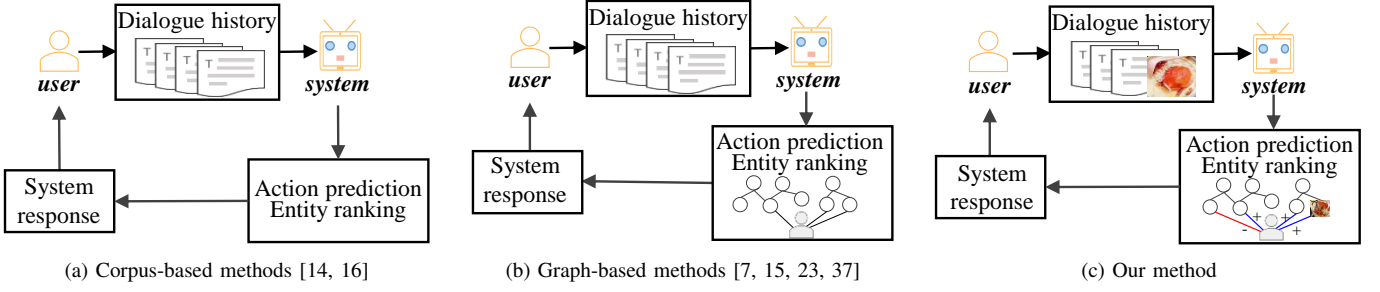 Dialogue history
T T T T
user
system
Action prediction
Entity ranking
System
response
(a) Corpus-based methods [14, 16]
Dialogue history
T T T T
user
system
Action prediction
Entity ranking
System
response
(b) Graph-based methods [7, 15, 23, 37]
Dialogue history
T T T
user
system
Action prediction
Entity ranking
+ +
- +
System
response
(c) Our method